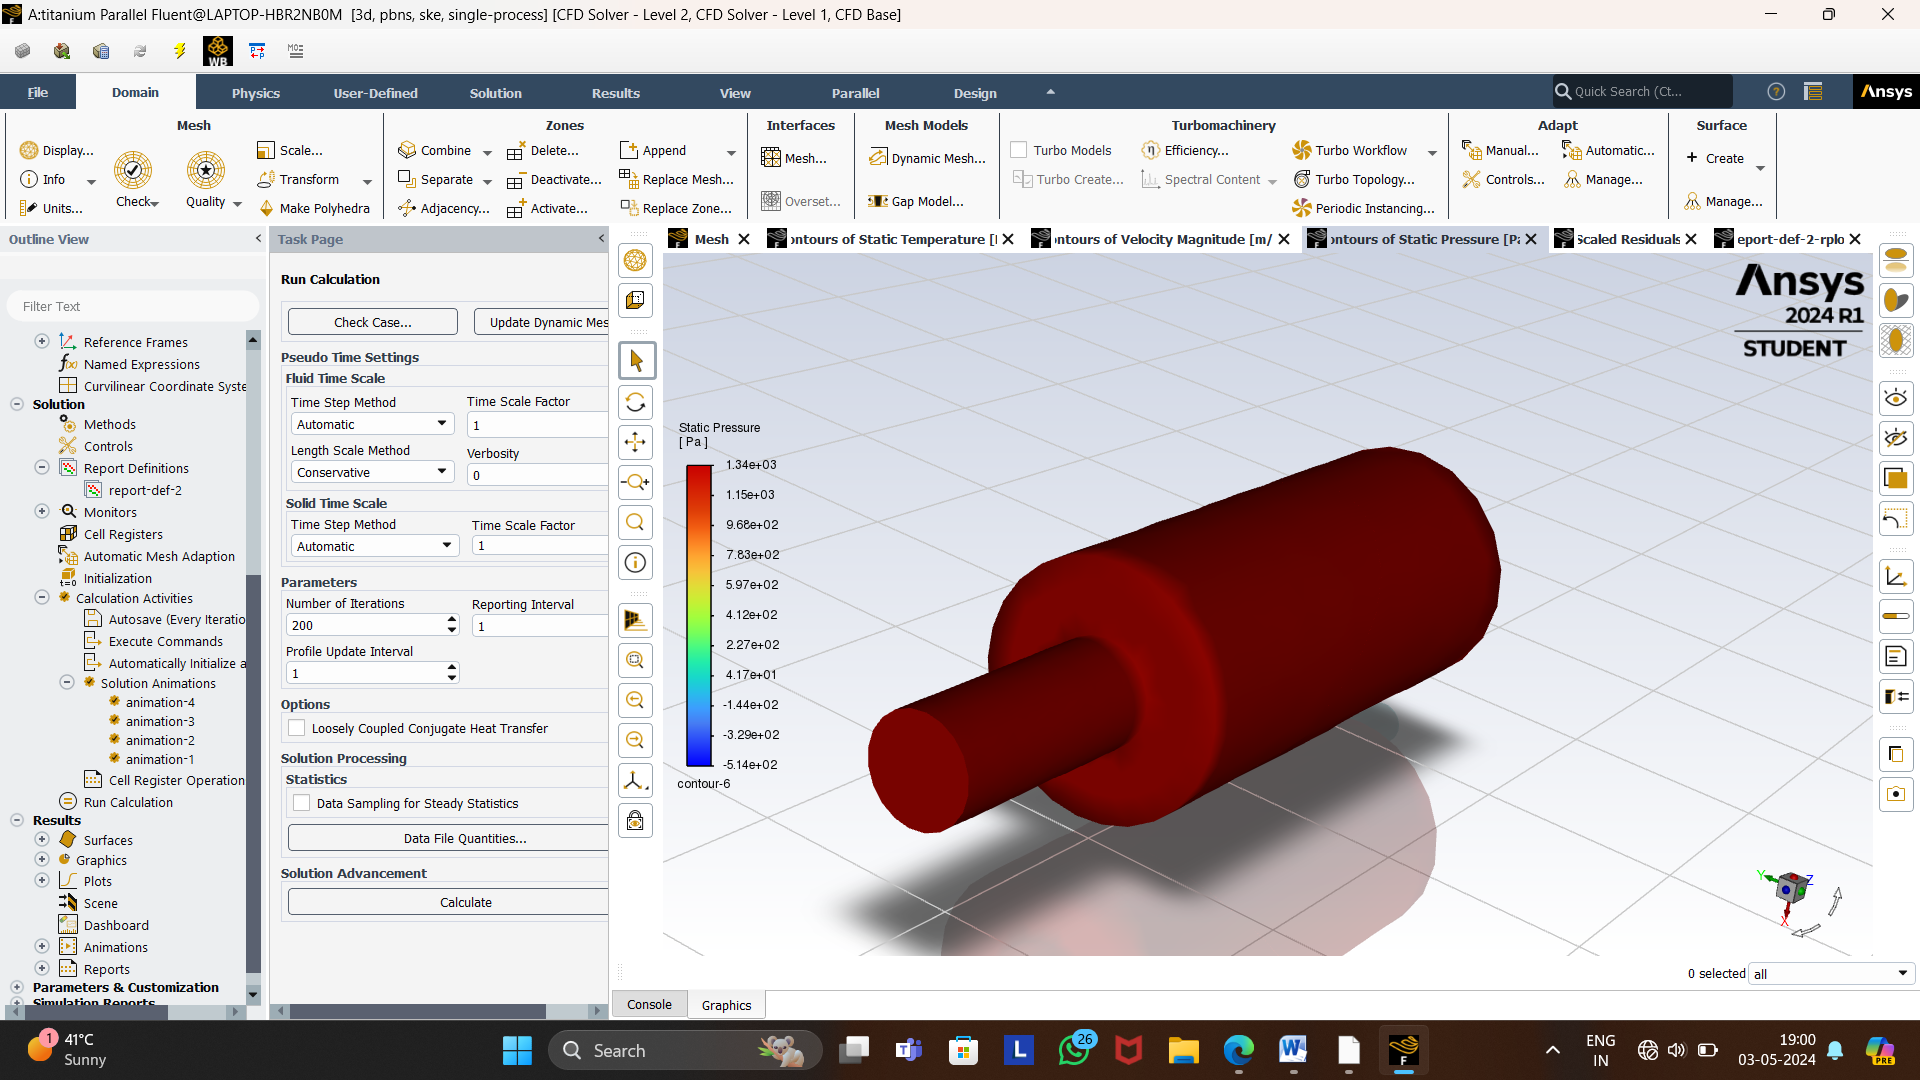 A:titanium Parallel Fluent@LAPTOP-HBR2NB0M [3d, pbns, ske, single-process] [CFD Solver - Level 2, CFD Solver - Level 1, CFD Base]
WB
File
Domain
Physics
User-Defined
Solution
Results
View
Parallel
Design
Quick Search (Ct...
Ansys
Mesh
Display...
Info
Units...
Check
Quality
Scale...
Transform
Make Polyhedra
Zones
Combine
Separate
Adjacency...
Delete...
Deactivate...
Activate...
Append
Replace Mesh...
Replace Zone...
Interfaces
Mesh...
Overset...
Mesh Models
Dynamic Mesh...
Gap Model...
Turbomachinery
Turbo Models
Turbo Create...
Efficiency...
Spectral Content
Turbo Workflow
Turbo Topology...
Periodic Instancing...
Adapt
Manual...
Controls...
Automatic...
Manage...
Surface
+ Create
Manage...
Outline View
Filter Text
Reference Frames
Named Expressions
Curvilinear Coordinate Syste
Solution
Methods
Controls
Report Definitions
report-def-2
Monitors
Cell Registers
Automatic Mesh Adaption
Initialization
Calculation Activities
Autosave (Every Iteratio
Execute Commands
Automatically Initialize a
Solution Animations
animation-4
animation-3
animation-2
animation-1
Cell Register Operation
Run Calculation
Results
Surfaces
Graphics
Plots
Scene
Dashboard
Animations
Reports
Parameters & Customization
Simulation Reports
Task Page
Run Calculation
Check Case...
Update Dynamic Mes
Pseudo Time Settings
Fluid Time Scale
Time Step Method
Time Scale Factor
Automatic
1
Length Scale Method
Verbosity
Conservative
0
Solid Time Scale
Time Step Method
Time Scale Factor
Automatic
1
Parameters
Number of Iterations
Reporting Interval
200
1
Profile Update Interval
1
Options
Loosely Coupled Conjugate Heat Transfer
Solution Processing
Statistics
Data Sampling for Steady Statistics
Data File Quantities...
Solution Advancement
Calculate
Mesh
ontours of Static Temperature [
ontours of Velocity Magnitude [m/
ontours of Static Pressure [Pa
Scaled Residuals
eport-def-2-rplo
Ansys
2024 R1
STUDENT
Static Pressure
[ Pa ]
1.34e+03
1.15e+03
9.68e+02
7.83e+02
5.97e+02
4.12e+02
2.27e+02
4.17e+01
-1.44e+02
-3.29e+02
-5.14e+02
contour-6
Y
Z
X
0 selected
all
Console
Graphics
1
41°C
Sunny
Search
L
26
F
ENG
IN
19:00
03-05-2024
PRE